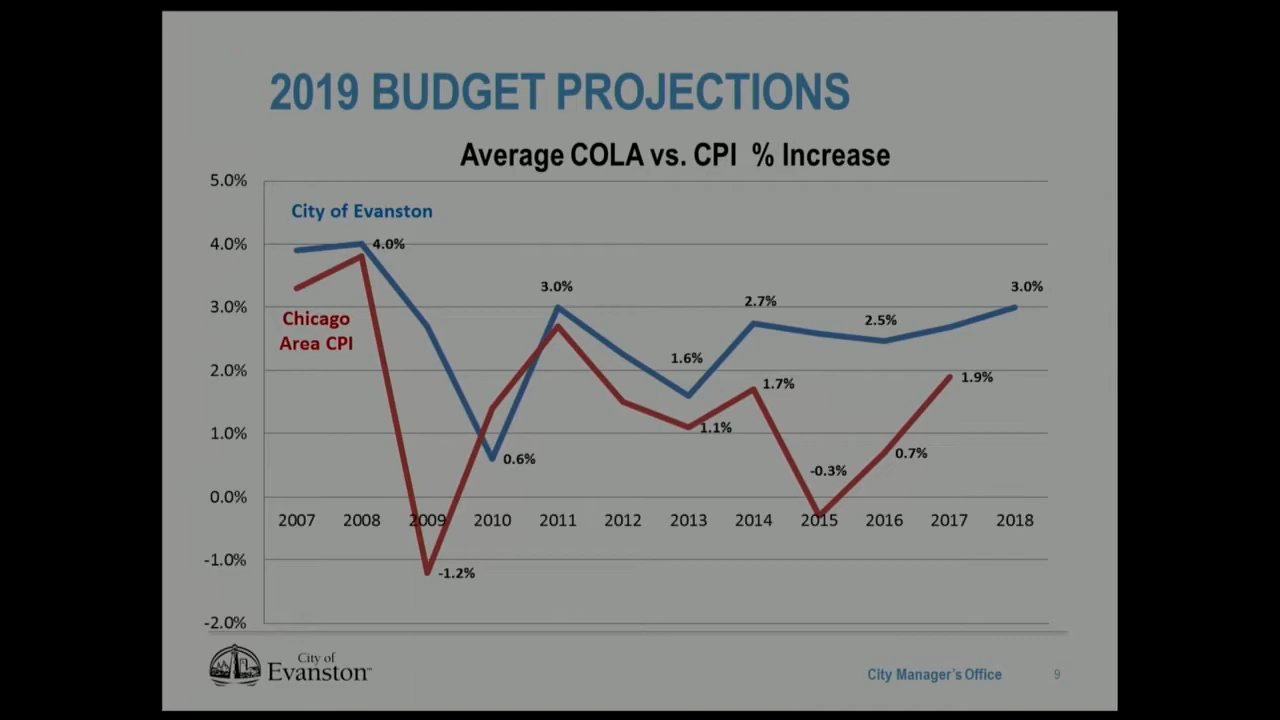 2019 BUDGET PROJECTIONS
Average COLA vs. CPI % Increase
5.0%
City of Evanston
4.0%
4.0%
3.0%
3.0%
3.0%
2.7%
2.5%
Chicago
Area CPI
1.6%
2.0%
1.7%
1.9%
1.0%
1.1%
0.6%
0.7%
-0.3%
0.0%
2007 2008 2009 2010 2011 2012 2013 2014 2015 2016 2017 2018
-1.0%
-1.2%
-2.0%
City of
Evanston™
City Manager's Office 9